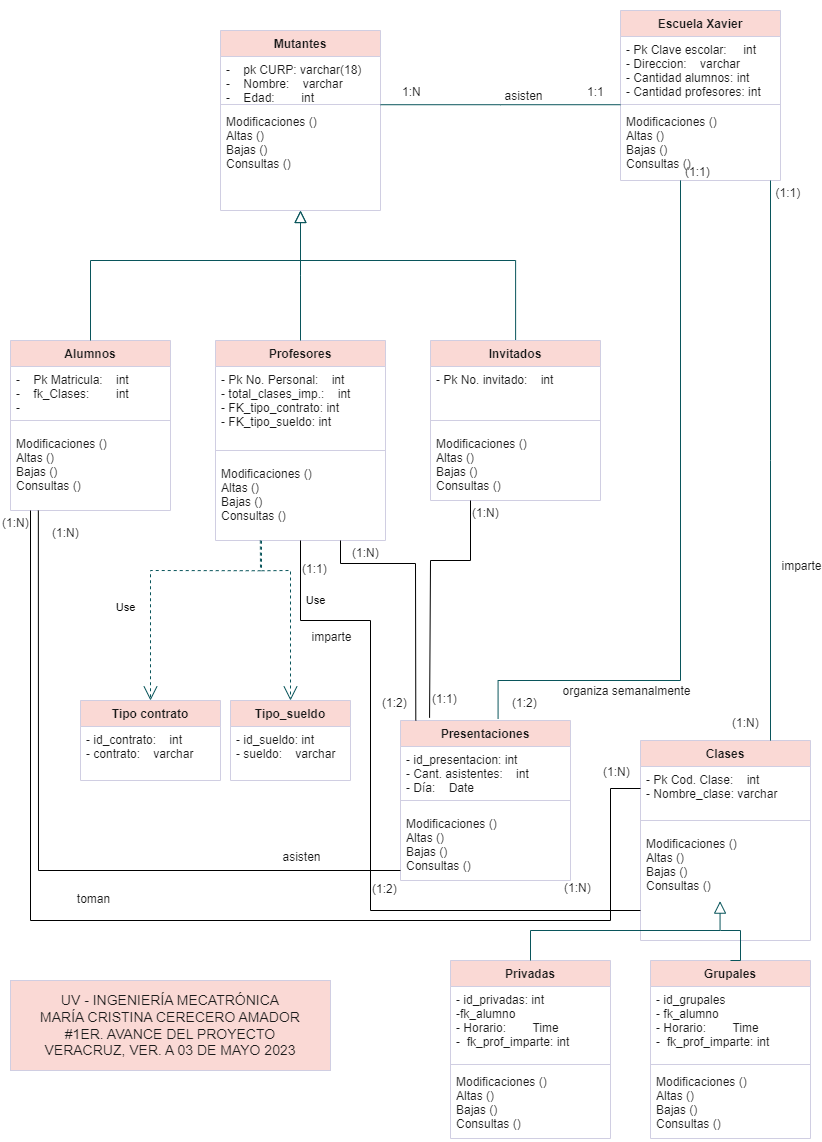 Mutantes
- pk CURP: varchar(18)
- Nombre: varchar
- Edad: int
Modificaciones ()
Altas ()
Bajas ()
Consultas ()
1:N
asisten
1:1
Escuela Xavier
- Pk Clave escolar: int
- Direccion: varchar
- Cantidad alumnos: int
- Cantidad profesores: int
Modificaciones ()
Altas ()
Bajas ()
Consultas ()
(1:1)
(1:1)
Alumnos
- Pk Matricula: int
- fk_Clases: int
-
Modificaciones ()
Altas ()
Bajas ()
Consultas ()
Profesores
- Pk No. Personal: int
- total_clases_imp.: int
- FK_tipo_contrato: int
- FK_tipo_sueldo: int
Modificaciones ()
Altas ()
Bajas ()
Consultas ()
Invitados
- Pk No. invitado: int
Modificaciones ()
Altas ()
Bajas ()
Consultas ()
(1:N)
(1:N)
(1:N)
(1:N)
(1:1)
imparte
Use
Use
imparte
organiza semanalmente
(1:2)
(1:1)
(1:2)
(1:N)
Tipo contrato
- id_contrato: int
- contrato: varchar
Tipo_sueldo
- id_sueldo: int
- sueldo: varchar
Presentaciones
- id_presentacion: int
- Cant. asistentes: int
- Día: Date
Modificaciones ()
Altas ()
Bajas ()
Consultas ()
(1:N)
Clases
- Pk Cod. Clase: int
- Nombre_clase: varchar
Modificaciones ()
Altas ()
Bajas ()
Consultas ()
asisten
(1:2)
(1:N)
toman
Privadas
- id_privadas: int
-fk_alumno
- Horario: Time
- fk_prof_imparte: int
Modificaciones ()
Altas ()
Bajas ()
Consultas ()
Grupales
- id_grupales
- fk_alumno
- Horario: Time
- fk_prof_imparte: int
Modificaciones ()
Altas ()
Bajas ()
Consultas ()
UV - INGENIERÍA MECATRÓNICA
MARÍA CRISTINA CERECERO AMADOR
#1ER. AVANCE DEL PROYECTO
VERACRUZ, VER. A 03 DE MAYO 2023